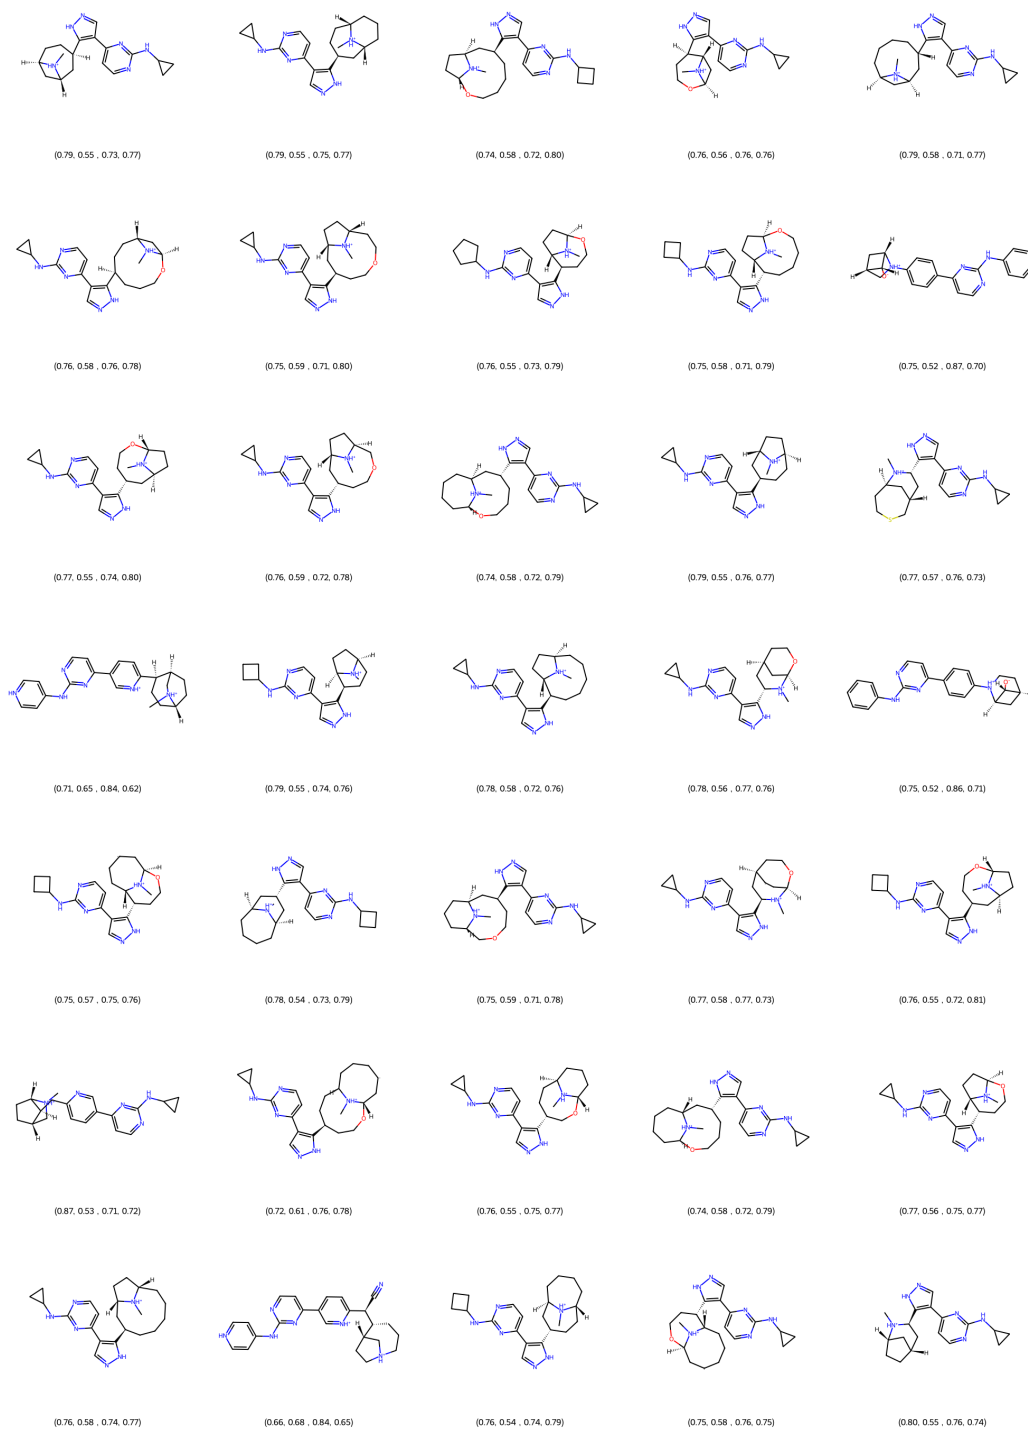 (0.79, 0.55 , 0.73, 0.77) (0.79, 0.55 , 0.75, 0.77) (0.74, 0.58 , 0.72, 0.80) (0.76, 0.56 , 0.76, 0.76) (0.79, 0.58 , 0.71, 0.77)
(0.76, 0.58 , 0.76, 0.78) (0.75, 0.59 , 0.71, 0.80) (0.76, 0.55 , 0.73, 0.79) (0.75, 0.58 , 0.71, 0.79) (0.75, 0.52 , 0.87, 0.70)
(0.77, 0.55 , 0.74, 0.80) (0.76, 0.59 , 0.72, 0.78) (0.74, 0.58 , 0.72, 0.79) (0.79, 0.55 , 0.76, 0.77) (0.77, 0.57 , 0.76, 0.73)
(0.71, 0.65 , 0.84, 0.62) (0.79, 0.55 , 0.74, 0.76) (0.78, 0.58 , 0.72, 0.76) (0.78, 0.56 , 0.77, 0.76) (0.75, 0.52 , 0.86, 0.71)
(0.75, 0.57 , 0.75, 0.76) (0.78, 0.54 , 0.73, 0.79) (0.75, 0.59 , 0.71, 0.78) (0.77, 0.58 , 0.77, 0.73) (0.76, 0.55 , 0.72, 0.81)
(0.87, 0.53 , 0.71, 0.72) (0.72, 0.61 , 0.76, 0.78) (0.76, 0.55 , 0.75, 0.77) (0.74, 0.58 , 0.72, 0.79) (0.77, 0.56 , 0.75, 0.77)
(0.76, 0.58 , 0.74, 0.77) (0.66, 0.68 , 0.84, 0.65) (0.76, 0.54 , 0.74, 0.79) (0.75, 0.58 , 0.76, 0.75) (0.80, 0.55 , 0.76, 0.74)